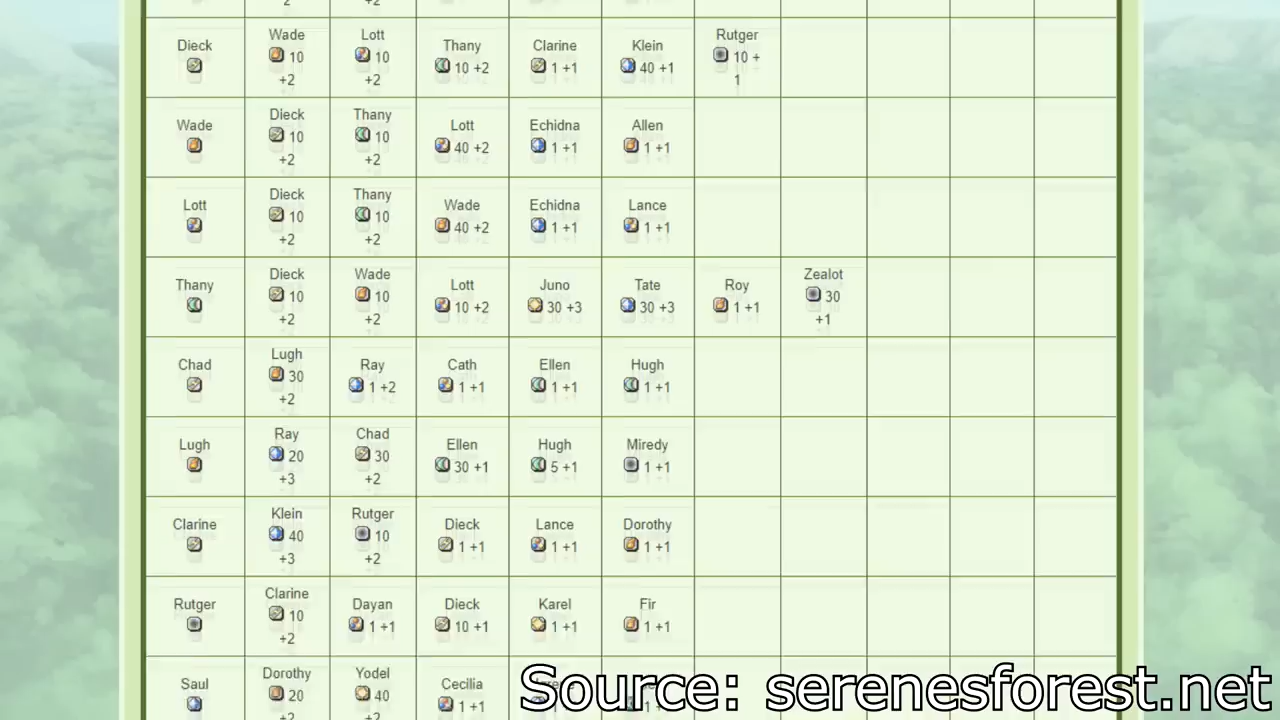 2
+2
Dieck
Wade
10
+2
Lott
10
+2
Thany
10 +2
Clarine
1 +1
Klein
40 +1
Rutger
10 +
1
Wade
Dieck
10
+2
Thany
10
+2
Lott
40 +2
Echidna
1 +1
Allen
1 +1
Lott
Dieck
10
+2
Thany
10
+2
Wade
40 +2
Echidna
1 +1
Lance
1 +1
Thany
Dieck
10
+2
Wade
10
+2
Lott
10 +2
Juno
30 +3
Tate
30 +3
Roy
1 +1
Zealot
30
+1
Chad
Lugh
30
+2
Ray
1 +2
Cath
1 +1
Ellen
1 +1
Hugh
1 +1
Lugh
Ray
20
+3
Chad
30
+2
Ellen
30 +1
Hugh
5 +1
Miredy
1 +1
Clarine
Klein
40
+3
Rutger
10
+2
Dieck
1 +1
Lance
1 +1
Dorothy
1 +1
Rutger
Clarine
10
+2
Dayan
1 +1
Dieck
10 +1
Karel
1 +1
Fir
1 +1
Saul
Dorothy
20
Yodel
40
Cecilia
1 +1
Source: serenesforest.net